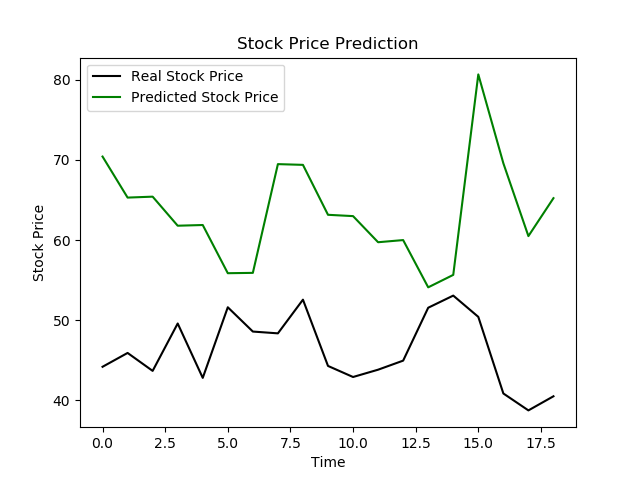 Stock Price Prediction
Real Stock Price
Predicted Stock Price
80
70
60
50
40
Stock Price
0.0 2.5 5.0 7.5 10.0 12.5 15.0 17.5
Time